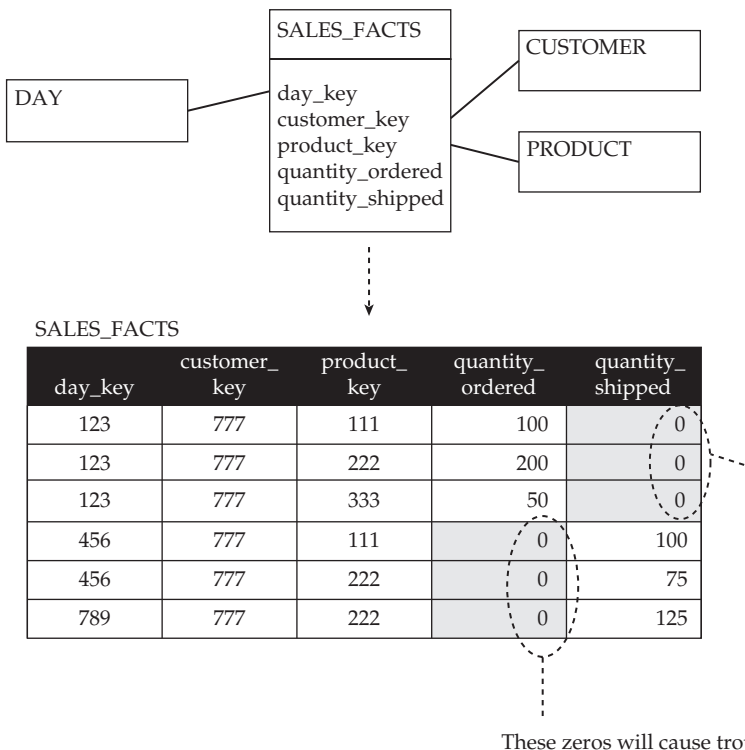 SALES_FACTS
CUSTOMER
DAY
day_key
customer_key
product_key
quantity_ordered
quantity_shipped
PRODUCT
SALES_FACTS
day_key customer_ key product_ key quantity_ ordered quantity_ shipped
123 777 111 100 0
123 777 222 200 0
123 777 333 50 0
456 777 111 0 100
456 777 222 0 75
789 777 222 0 125
These zeros will cause